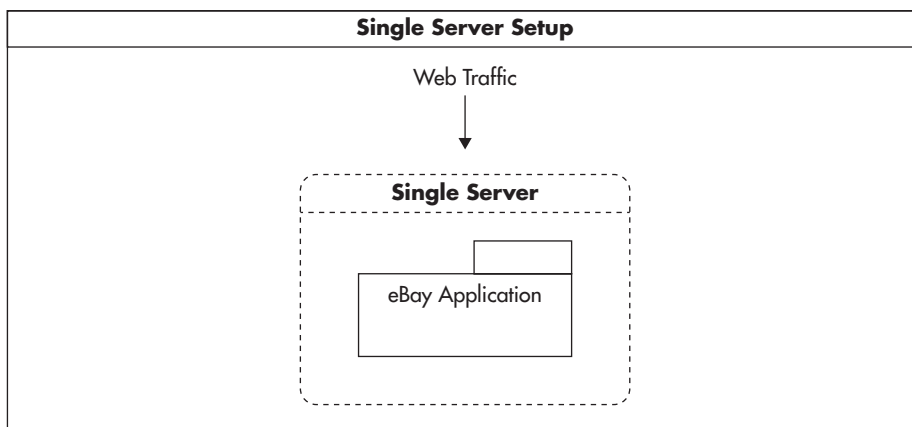 Single Server Setup
Web Traffic
Single Server
eBay Application